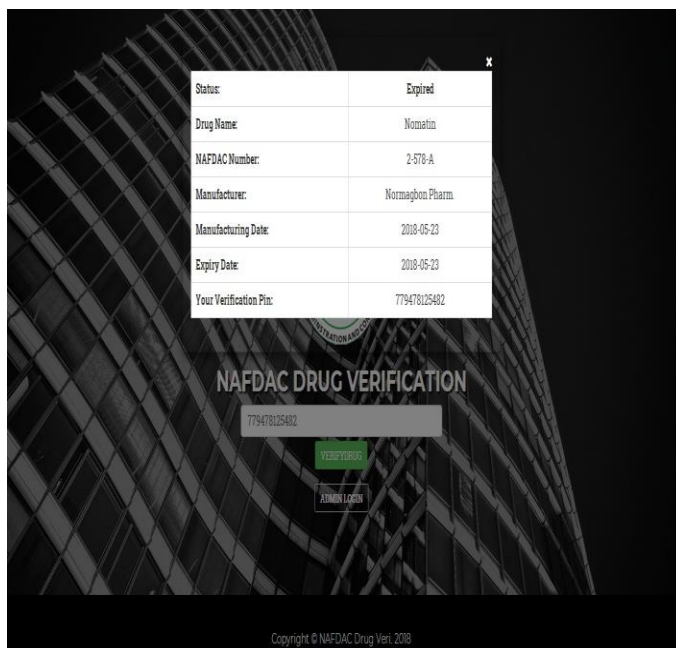 x
Status: Expired
Drug Name: Nomatin
NAFDAC Number: 2-578-A
Manufacturer: Normagbon Pharm.
Manufacturing Date: 2018-05-23
Expiry Date: 2018-05-23
Your Verification Pin: 779478125482
NAFDAC DRUG VERIFICATION
779478125482
VERIFYDRUG
ADMIN LOGIN
Copyright © NAFDAC Drug Veri. 2018